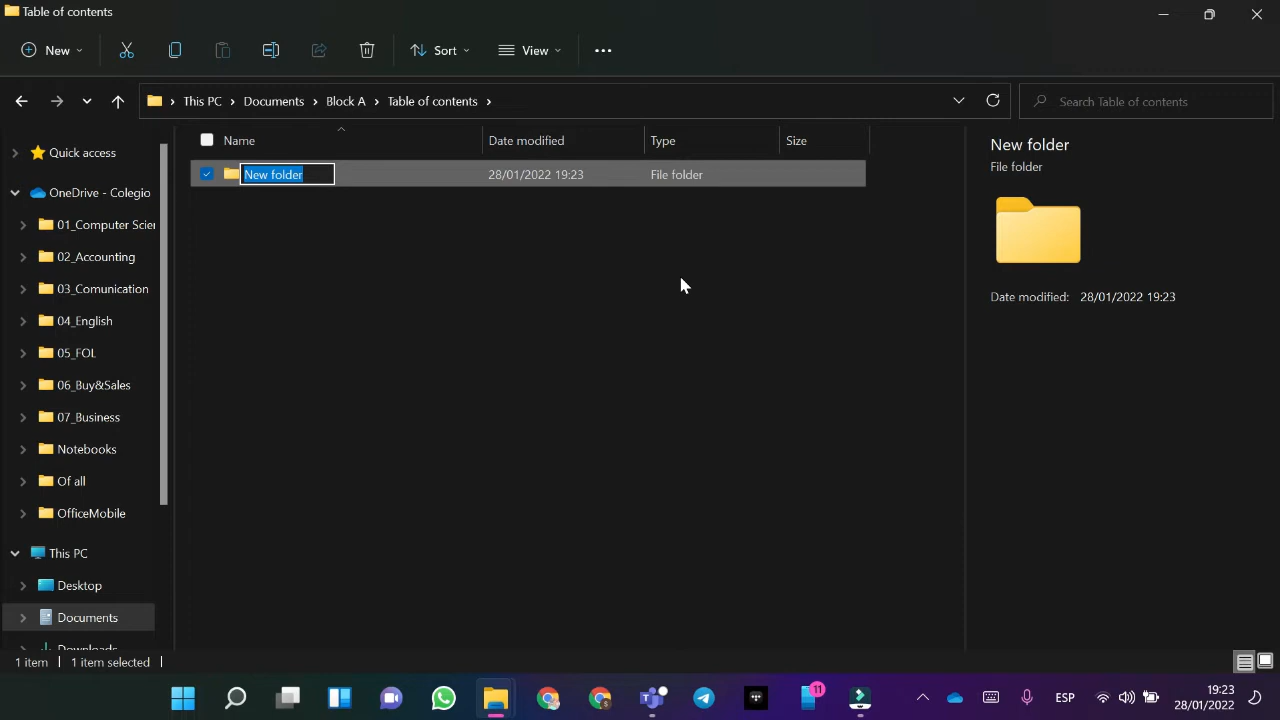 Table of contents
New
Sort
View
This PC
Documents
Block A
Table of contents
Search Table of contents
Name
Date modified
Type
Size
New folder
28/01/2022 19:23
File folder
New folder
File folder
Date modified: 28/01/2022 19:23
Quick access
OneDrive - Colegio
01_Computer Scier
02_Accounting
03_Comunication
04_English
05_FOL
06_Buy&Sales
07_Business
Notebooks
Of all
OfficeMobile
This PC
Desktop
Documents
Downloads
1 item
1 item selected
11
ESP
19:23
28/01/2022